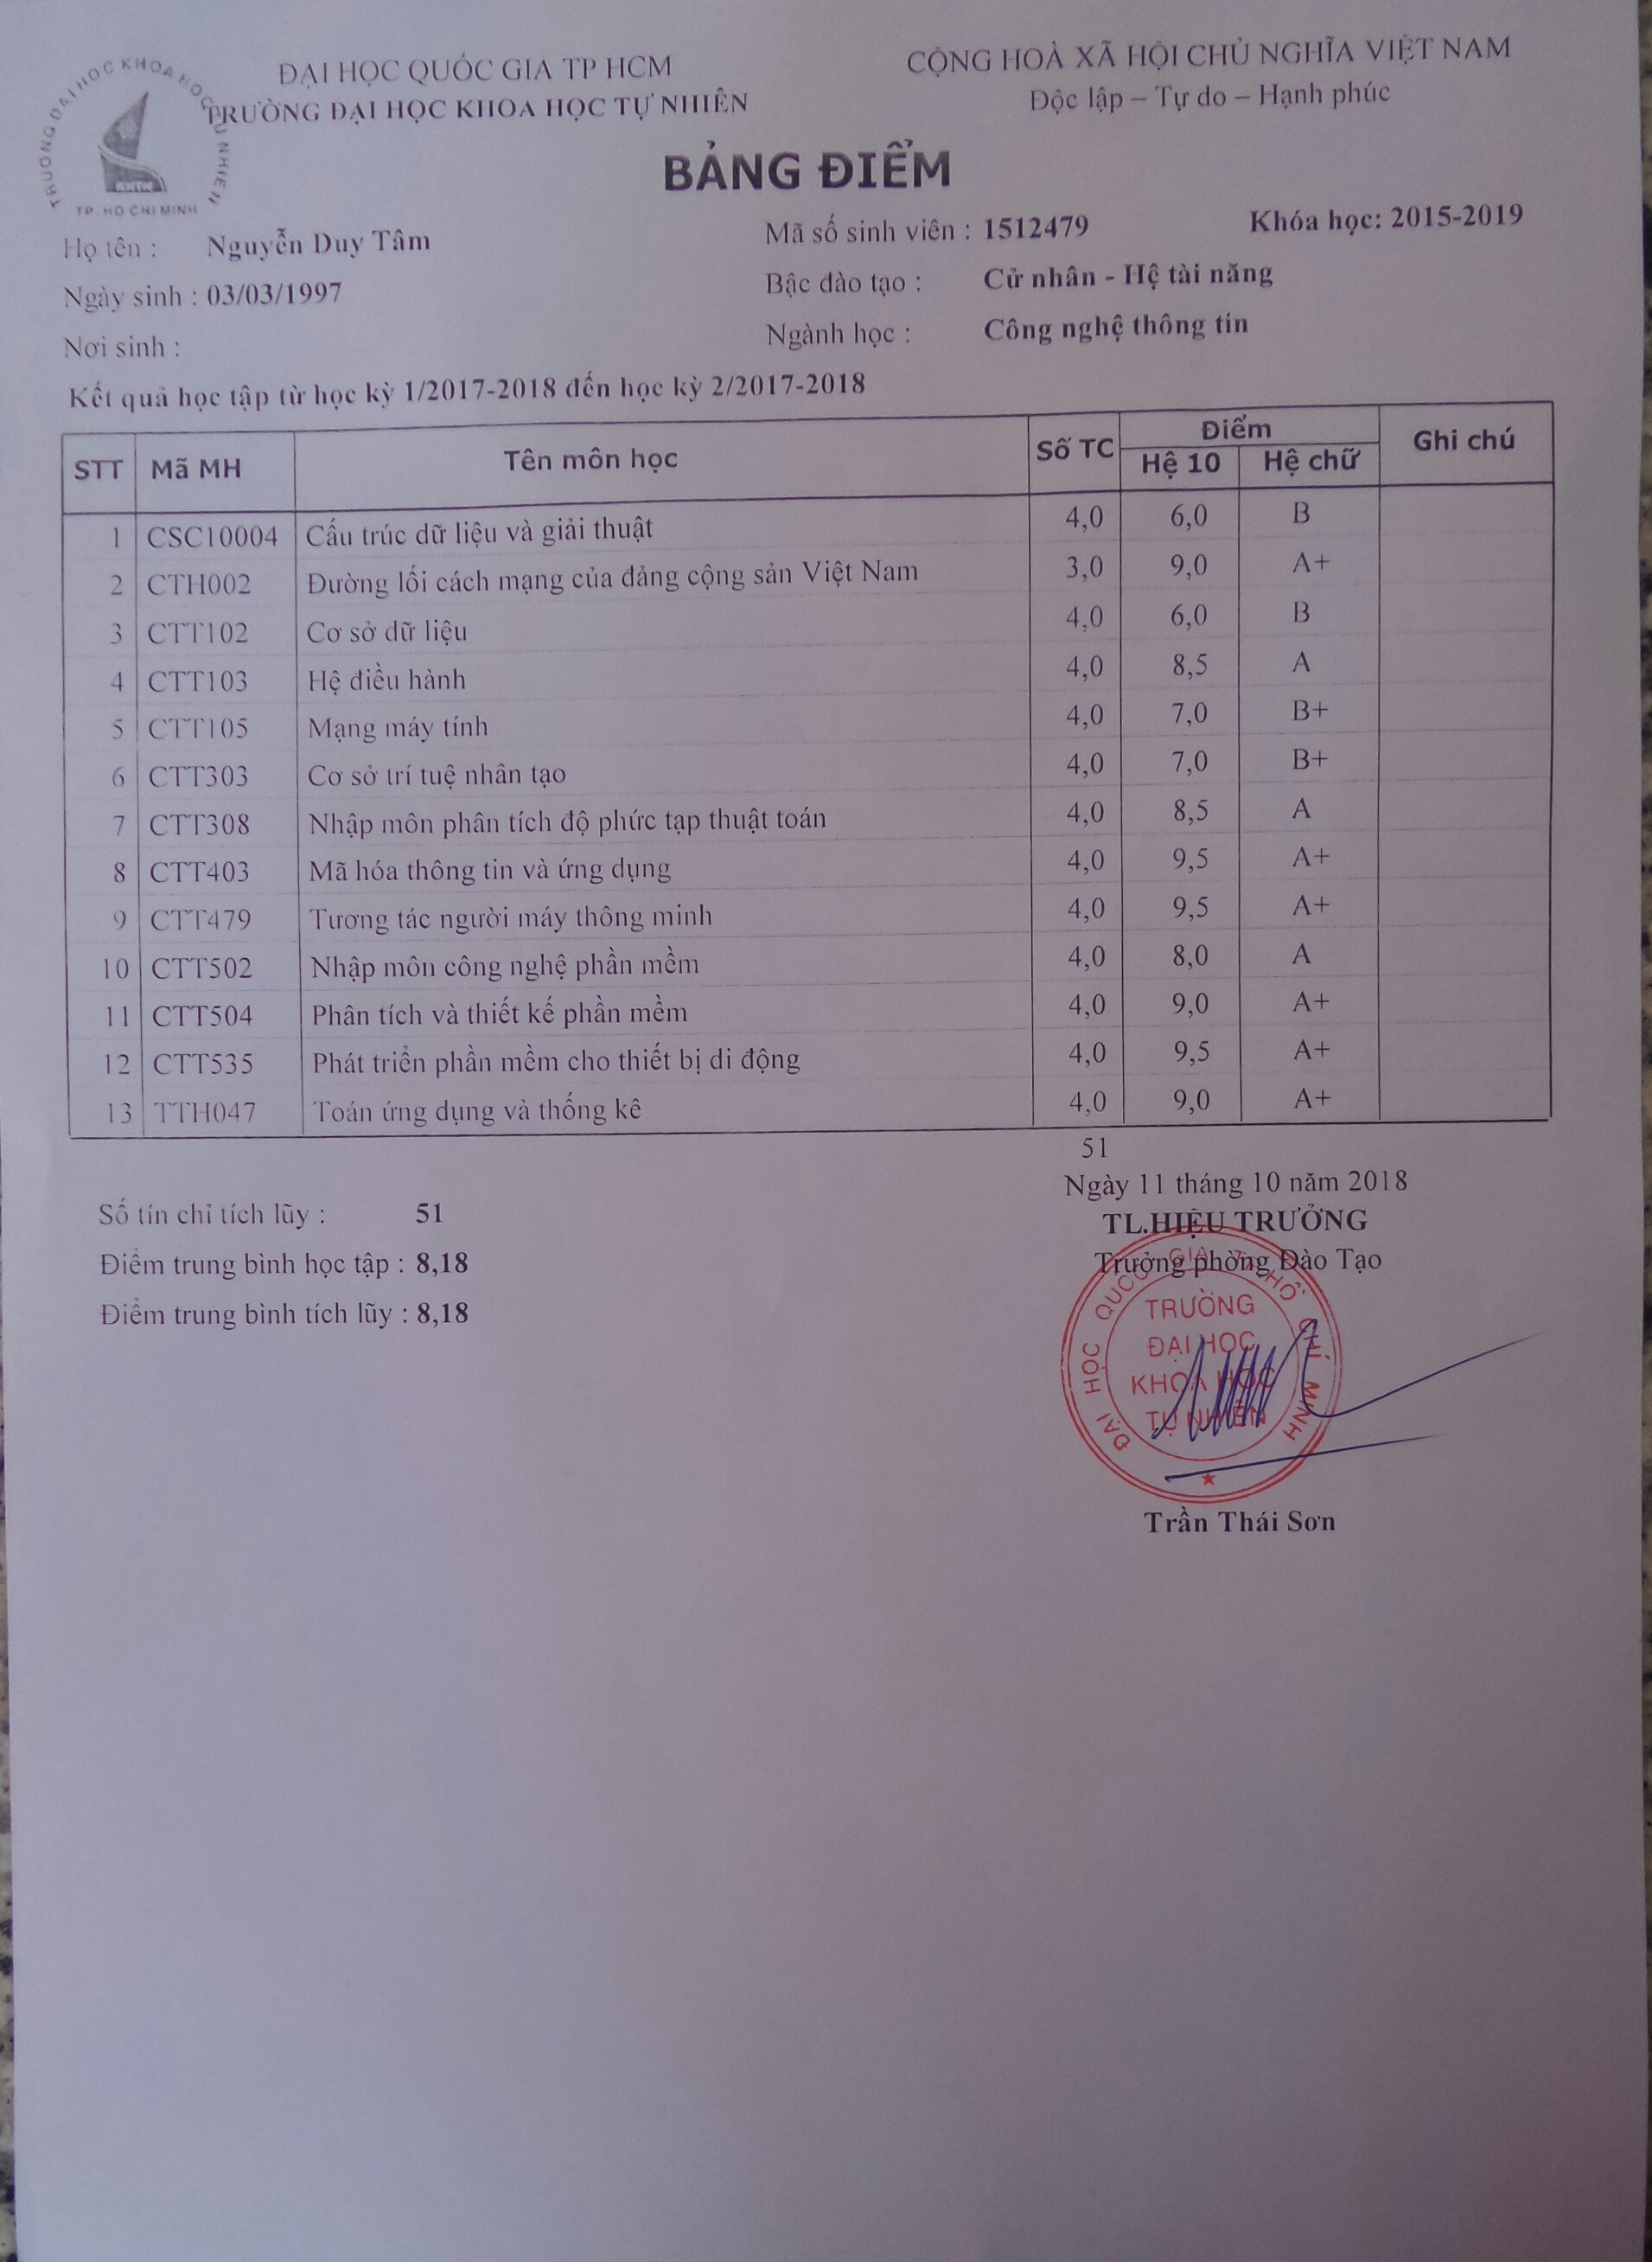 ĐẠI HỌC QUỐC GIA TP HCM
CỘNG HOÀ XÃ HỘI CHỦ NGHĨA VIỆT NAM
TRƯỜNG ĐẠI HỌC KHOA HỌC TỰ NHIÊN
Độc lập – Tự do – Hạnh phúc
TRUONG DAI HOC KHOA HOC TU NHIEN
KHTN
TP. HO CHI MINH
BẢNG ĐIỂM
Họ tên : Nguyễn Duy Tâm Mã số sinh viên : 1512479 Khóa học: 2015-2019
Ngày sinh : 03/03/1997 Bậc đào tạo : Cử nhân - Hệ tài năng
Nơi sinh : Ngành học : Công nghệ thông tin
Kết quả học tập từ học kỳ 1/2017-2018 đến học kỳ 2/2017-2018
STT Mã MH Tên môn học Số TC Điểm Ghi chú
Hệ 10 Hệ chữ
1 CSC10004 Cấu trúc dữ liệu và giải thuật 4,0 6,0 B
2 CTH002 Đường lối cách mạng của đảng cộng sản Việt Nam 3,0 9,0 A+
3 CTT102 Cơ sở dữ liệu 4,0 6,0 B
4 CTT103 Hệ điều hành 4,0 8,5 A
5 CTT105 Mạng máy tính 4,0 7,0 B+
6 CTT303 Cơ sở trí tuệ nhân tạo 4,0 7,0 B+
7 CTT308 Nhập môn phân tích độ phức tạp thuật toán 4,0 8,5 A
8 CTT403 Mã hóa thông tin và ứng dụng 4,0 9,5 A+
9 CTT479 Tương tác người máy thông minh 4,0 9,5 A+
10 CTT502 Nhập môn công nghệ phần mềm 4,0 8,0 A
11 CTT504 Phân tích và thiết kế phần mềm 4,0 9,0 A+
12 CTT535 Phát triển phần mềm cho thiết bị di động 4,0 9,5 A+
13 TTH047 Toán ứng dụng và thống kê 4,0 9,0 A+
51
Ngày 11 tháng 10 năm 2018
Số tín chỉ tích lũy : 51
TL.HIỆU TRƯỞNG
Điểm trung bình học tập : 8,18
Trưởng phòng Đào Tạo
Điểm trung bình tích lũy : 8,18
ĐẠI HỌC QUỐC GIA T.P HỒ CHÍ MINH
TRƯỜNG
ĐẠI HỌC
KHOA HỌC
TỰ NHIÊN
Trần Thái Sơn